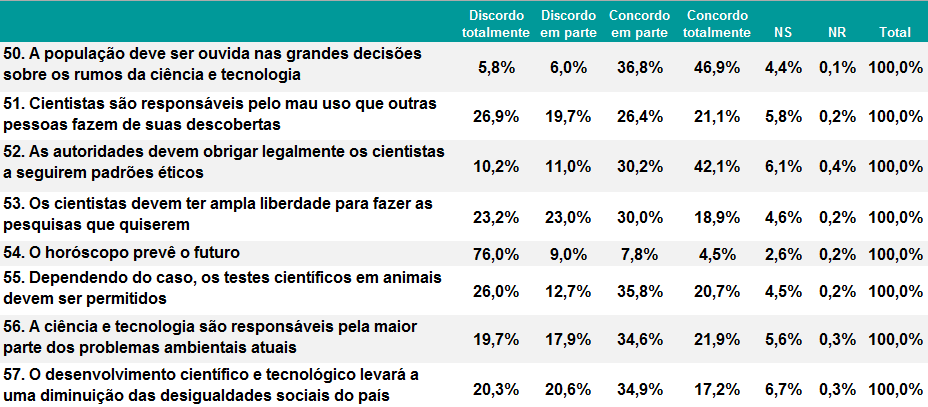 Discordo totalmente Discordo em parte Concordo em parte Concordo totalmente NS NR Total
50. A população deve ser ouvida nas grandes decisões
sobre os rumos da ciência e tecnologia 5,8% 6,0% 36,8% 46,9% 4,4% 0,1% 100,0%
51. Cientistas são responsáveis pelo mau uso que outras
pessoas fazem de suas descobertas 26,9% 19,7% 26,4% 21,1% 5,8% 0,2% 100,0%
52. As autoridades devem obrigar legalmente os cientistas
a seguirem padrões éticos 10,2% 11,0% 30,2% 42,1% 6,1% 0,4% 100,0%
53. Os cientistas devem ter ampla liberdade para fazer as
pesquisas que quiserem 23,2% 23,0% 30,0% 18,9% 4,6% 0,2% 100,0%
54. O horóscopo prevê o futuro 76,0% 9,0% 7,8% 4,5% 2,6% 0,2% 100,0%
55. Dependendo do caso, os testes científicos em animais
devem ser permitidos 26,0% 12,7% 35,8% 20,7% 4,5% 0,2% 100,0%
56. A ciência e tecnologia são responsáveis pela maior
parte dos problemas ambientais atuais 19,7% 17,9% 34,6% 21,9% 5,6% 0,3% 100,0%
57. O desenvolvimento científico e tecnológico levará a
uma diminuição das desigualdades sociais do país 20,3% 20,6% 34,9% 17,2% 6,7% 0,3% 100,0%